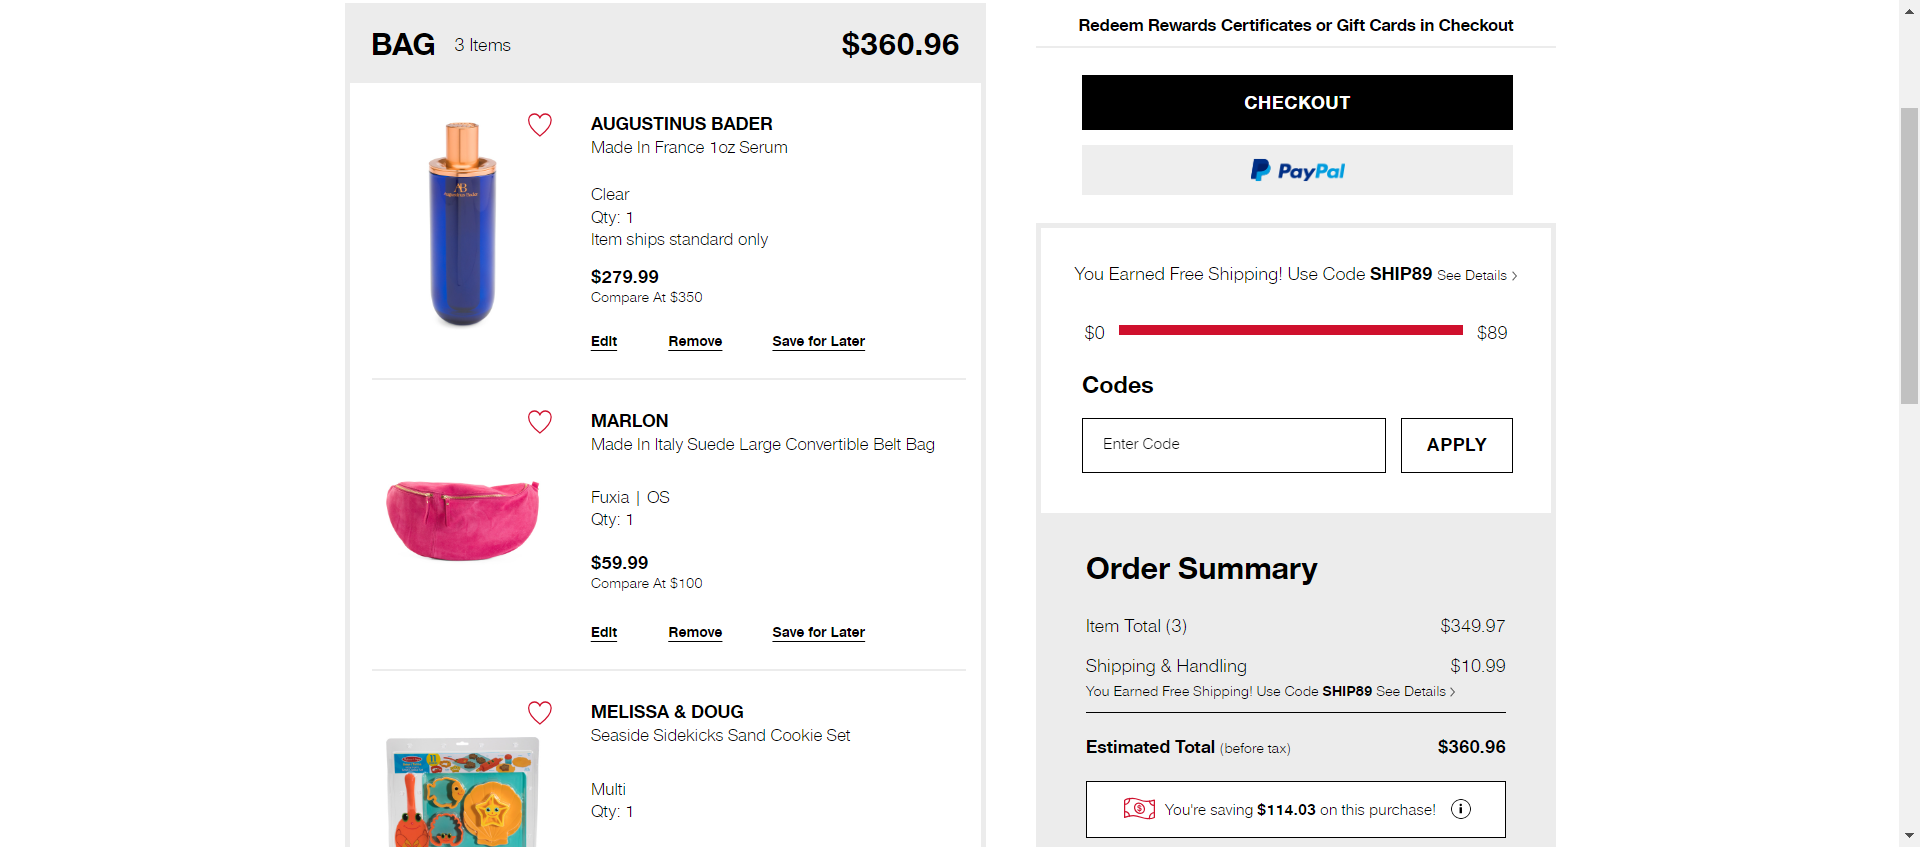 BAG 3 Items $360.96
AUGUSTINUS BADER
Made In France 1oz Serum
Clear
Qty: 1
Item ships standard only
$279.99
Compare At $350
Edit Remove Save for Later
MARLON
Made In Italy Suede Large Convertible Belt Bag
Fuxia | OS
Qty: 1
$59.99
Compare At $100
Edit Remove Save for Later
MELISSA & DOUG
Seaside Sidekicks Sand Cookie Set
Multi
Qty: 1
Redeem Rewards Certificates or Gift Cards in Checkout
CHECKOUT
PayPal
You Earned Free Shipping! Use Code SHIP89 See Details >
$0 $89
Codes
Enter Code APPLY
Order Summary
Item Total (3) $349.97
Shipping & Handling $10.99
You Earned Free Shipping! Use Code SHIP89 See Details >
Estimated Total (before tax) $360.96
You're saving $114.03 on this purchase!